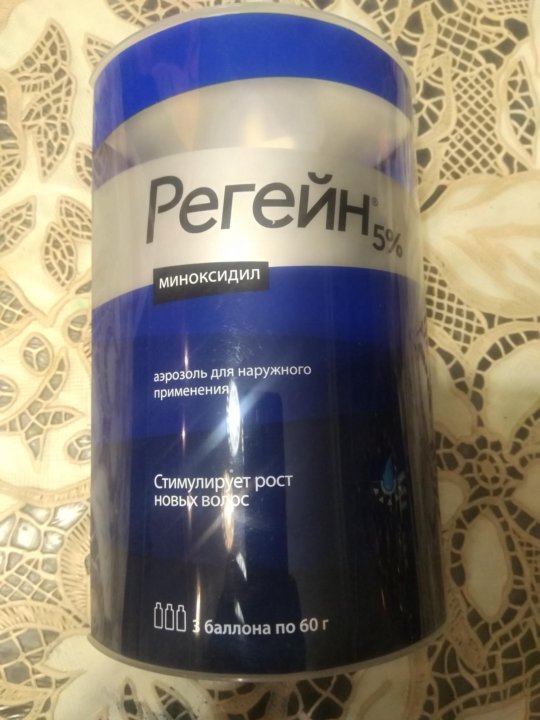 Регейн®
5%
миноксидил
аэрозоль для наружного
применения
Стимулирует рост
новых волос
3 баллона по 60 г